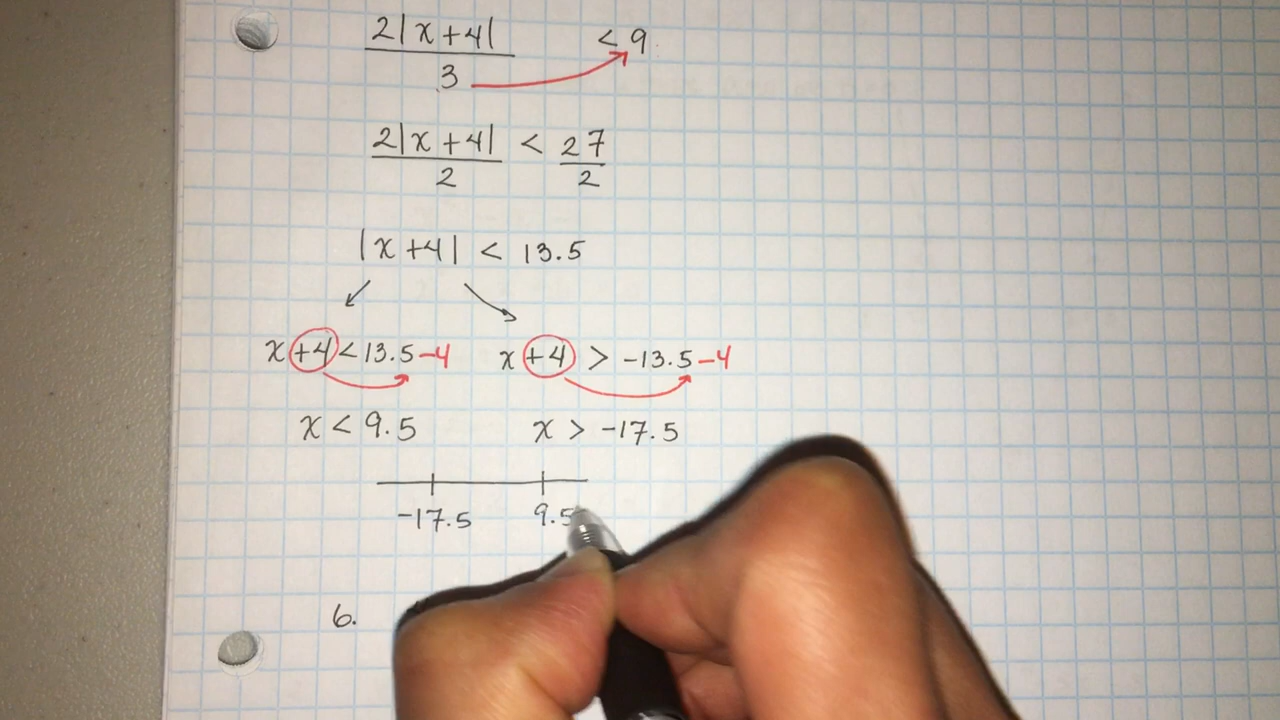 2|x+4| < 9
3
2|x+4| < 27
2 2
|x+4| < 13.5
x+4<13.5-4 x+4 > -13.5-4
x < 9.5 x > -17.5
-17.5 9.5
6.